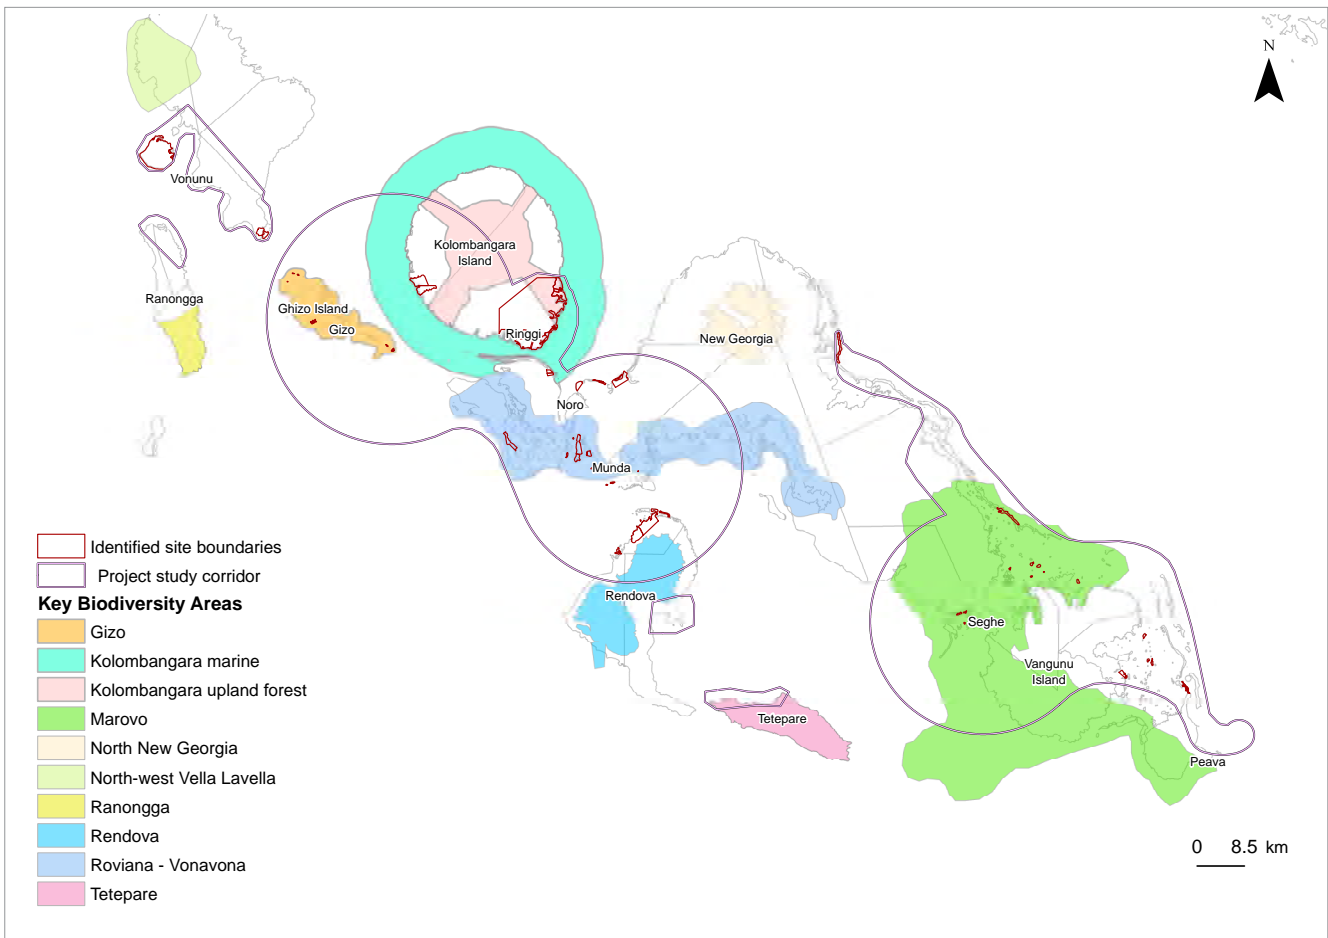 N
Vonunu
Kolombangara
Island
Ranongga
Ghizo Island
Gizo
Ringgi
New Georgia
Noro
Munda
Rendova
Seghe
Vangunu
Island
Tetepare
Peava
Identified site boundaries
Project study corridor
Key Biodiversity Areas
Gizo
Kolombangara marine
Kolombangara upland forest
Marovo
North New Georgia
North-west Vella Lavella
Ranongga
Rendova
Roviana - Vonavona
Tetepare
0 8.5 km